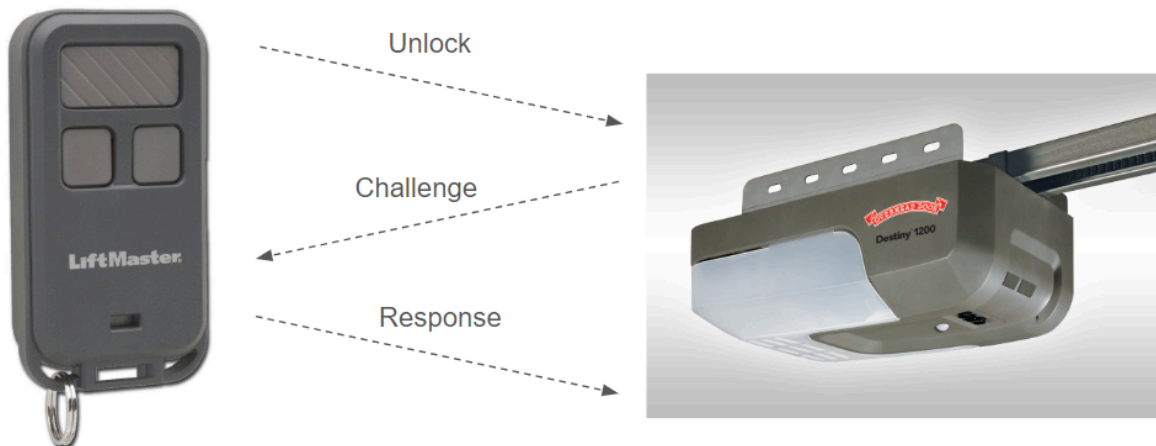 Unlock
Challenge
Response
LiftMaster.
OVERHEAD DOOR
Destiny 1200